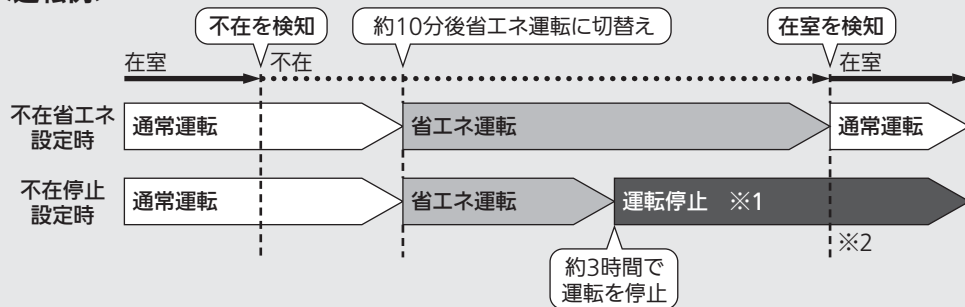 不在を検知
約10分後省エネ運転に切替え
在室を検知
在室
不在
在室
不在省エネ
設定時
通常運転
省エネ運転
通常運転
不在停止
設定時
通常運転
省エネ運転
運転停止 ※1
※2
約3時間で
運転を停止